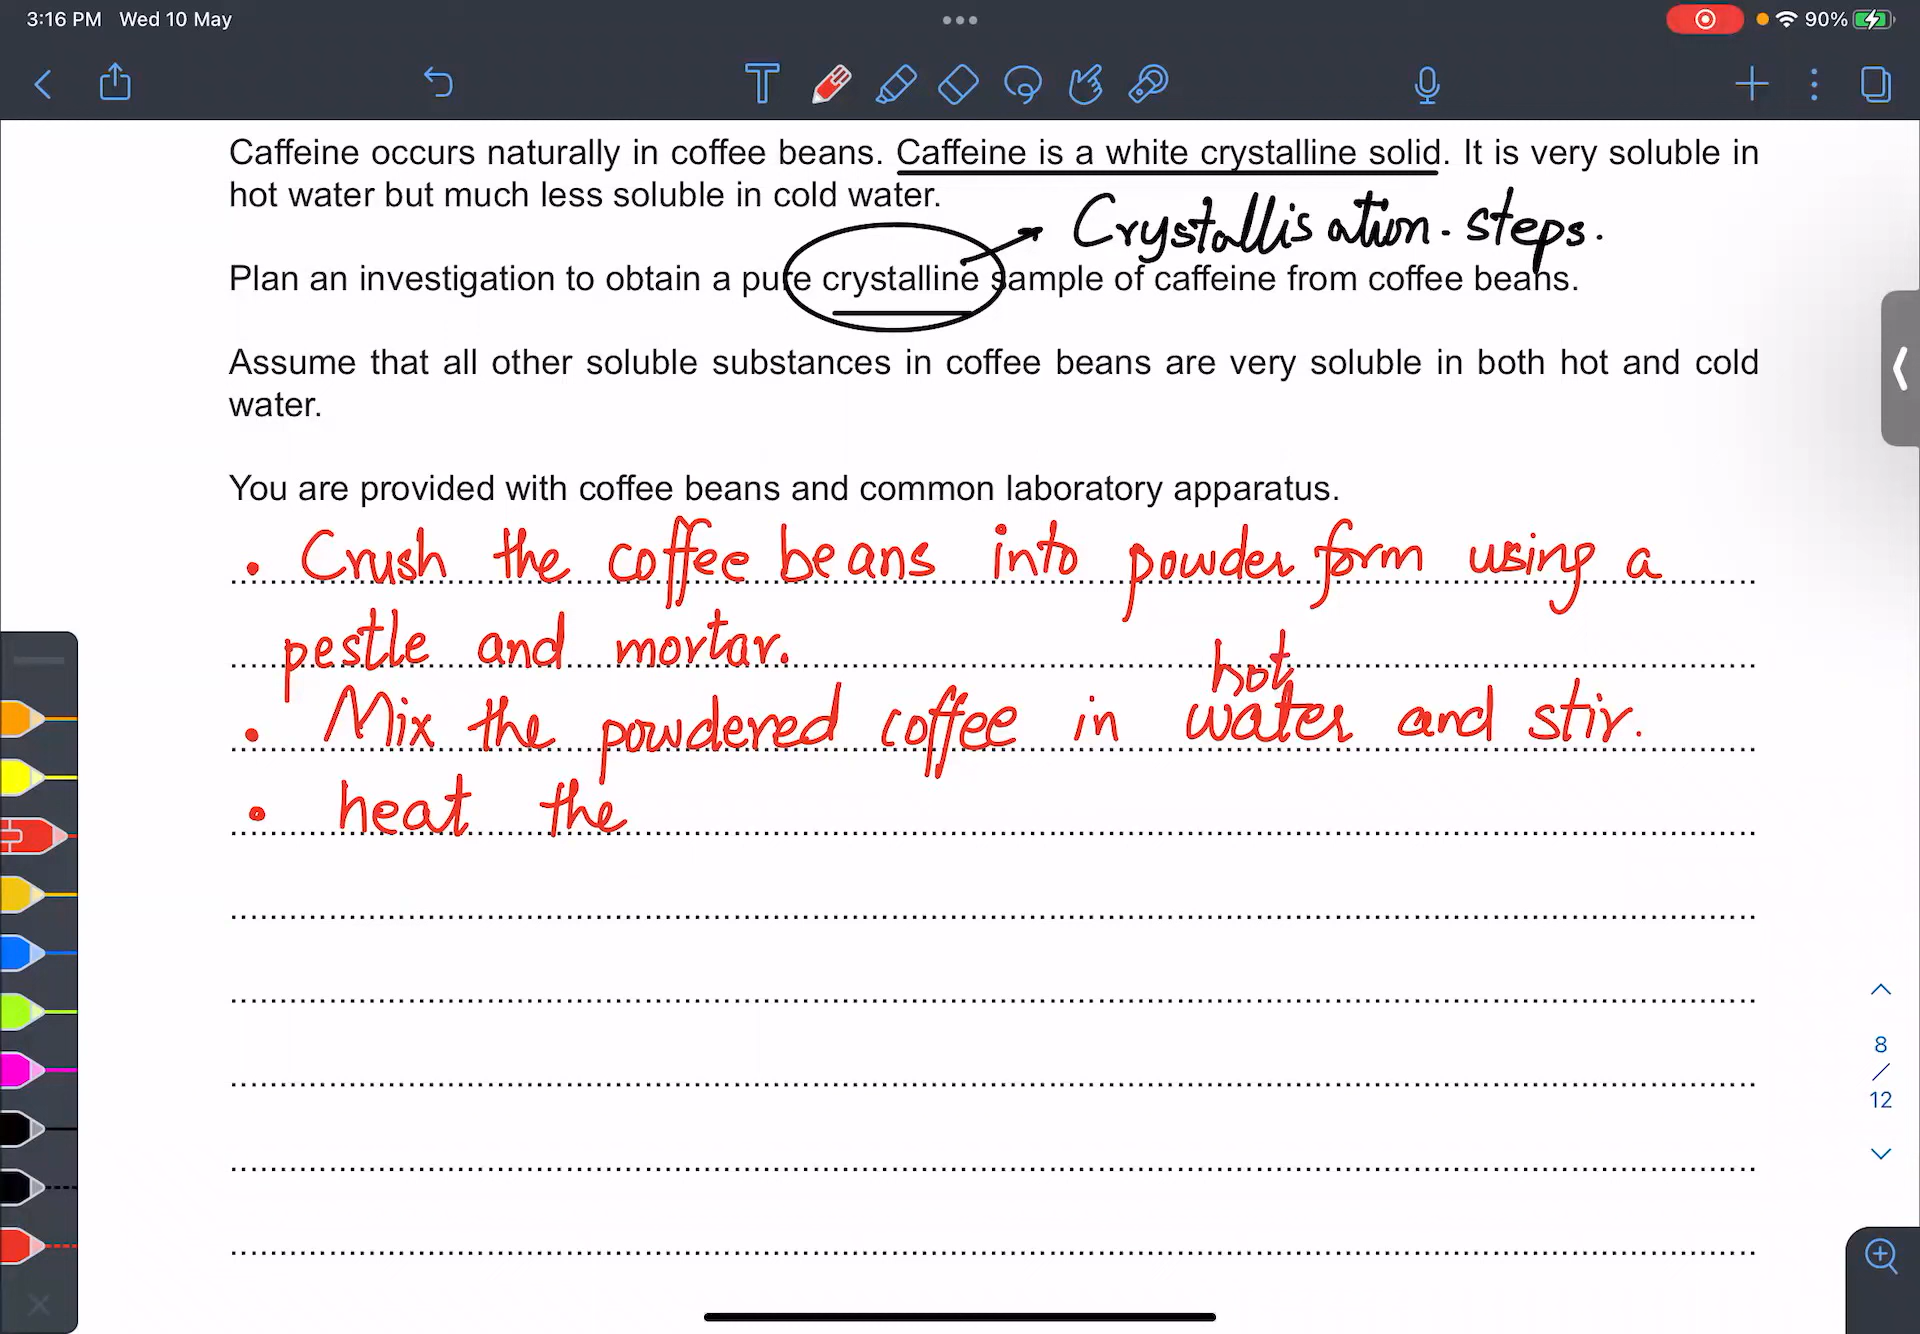 3:16 PM Wed 10 May
90%
Caffeine occurs naturally in coffee beans. Caffeine is a white crystalline solid. It is very soluble in
hot water but much less soluble in cold water.
Crystallisation. steps.
Plan an investigation to obtain a pure crystalline sample of caffeine from coffee beans.
Assume that all other soluble substances in coffee beans are very soluble in both hot and cold
water.
You are provided with coffee beans and common laboratory apparatus.
• Crush the coffee beans into powder form using a
pestle and mortar.
hot
• Mix the powdered coffee in water and stir.
• heat the
8
/
12